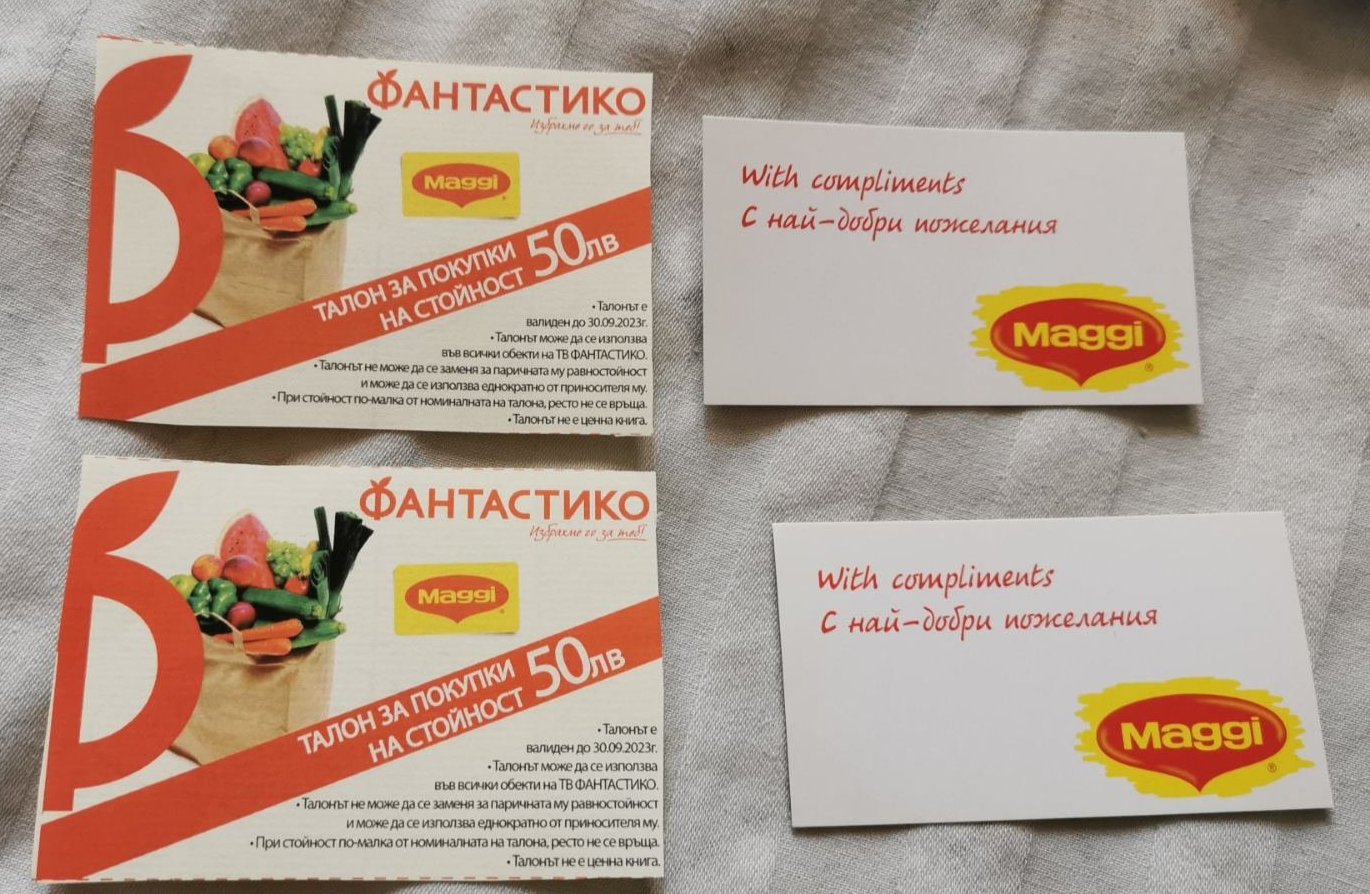 ФАНТАСТИКО
Избрахме го за теб!
Maggi
ТАЛОН ЗА ПОКУПКИ
НА СТОЙНОСТ 50ЛВ
• Талонът е
валиден до 30.09.2023г.
• Талонът може да се използва
във всички обекти на ТВ ФАНТАСТИКО.
• Талонът не може да се заменя за паричната му равностойност
и може да се използва еднократно от приносителя му.
• При стойност по-малка от номиналната на талона, ресто не се връща.
• Талонът не е ценна книга.
With compliments
С най-добри пожелания
Maggi®
ФАНТАСТИКО
Избрахме го за теб!
Maggi
ТАЛОН ЗА ПОКУПКИ
НА СТОЙНОСТ 50ЛВ
• Талонът е
валиден до 30.09.2023г.
• Талонът може да се използва
във всички обекти на ТВ ФАНТАСТИКО.
• Талонът не може да се заменя за паричната му равностойност
и може да се използва еднократно от приносителя му.
• При стойност по-малка от номиналната на талона, ресто не се връща.
• Талонът не е ценна книга.
With compliments
С най-добри пожелания
Maggi®